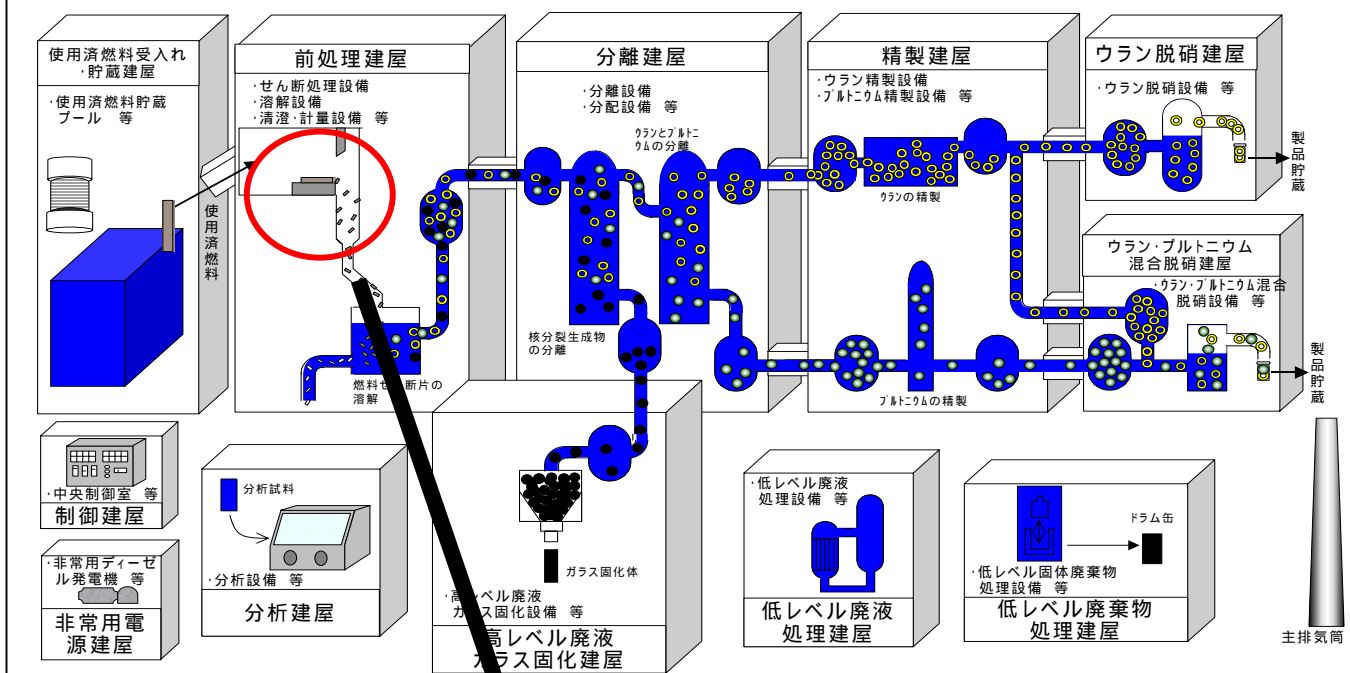 使用済燃料受入れ
・貯蔵建屋
・使用済燃料貯蔵
プール 等
使用済燃料
前処理建屋
・せん断処理設備
・溶解設備
・清澄・計量設備 等
燃料せ断片の
溶解
分離建屋
・分離設備
・分配設備 等
ウランとプルトニ
ウムの分離
核分裂生成物
の分離
精製建屋
・ウラン精製設備
・プルトニウム精製設備 等
ウランの精製
プルトニウムの精製
ウラン脱硝建屋
・ウラン脱硝設備 等
製品貯蔵
ウラン・プルトニウム
混合脱硝建屋
・ウラン・プルトニウム混合
脱硝設備 等
製品貯蔵
・中央制御室 等
制御建屋
・非常用ディーゼ
ル発電機 等
非常用電
源建屋
分析試料
・分析設備 等
分析建屋
ガラス固化体
・高レベル廃液
ガラス固化設備 等
高レベル廃液
ガラス固化建屋
・低レベル廃液
処理設備 等
低レベル廃液
処理建屋
ドラム缶
・低レベル固体廃棄物
処理設備 等
低レベル廃棄物
処理建屋
主排気筒